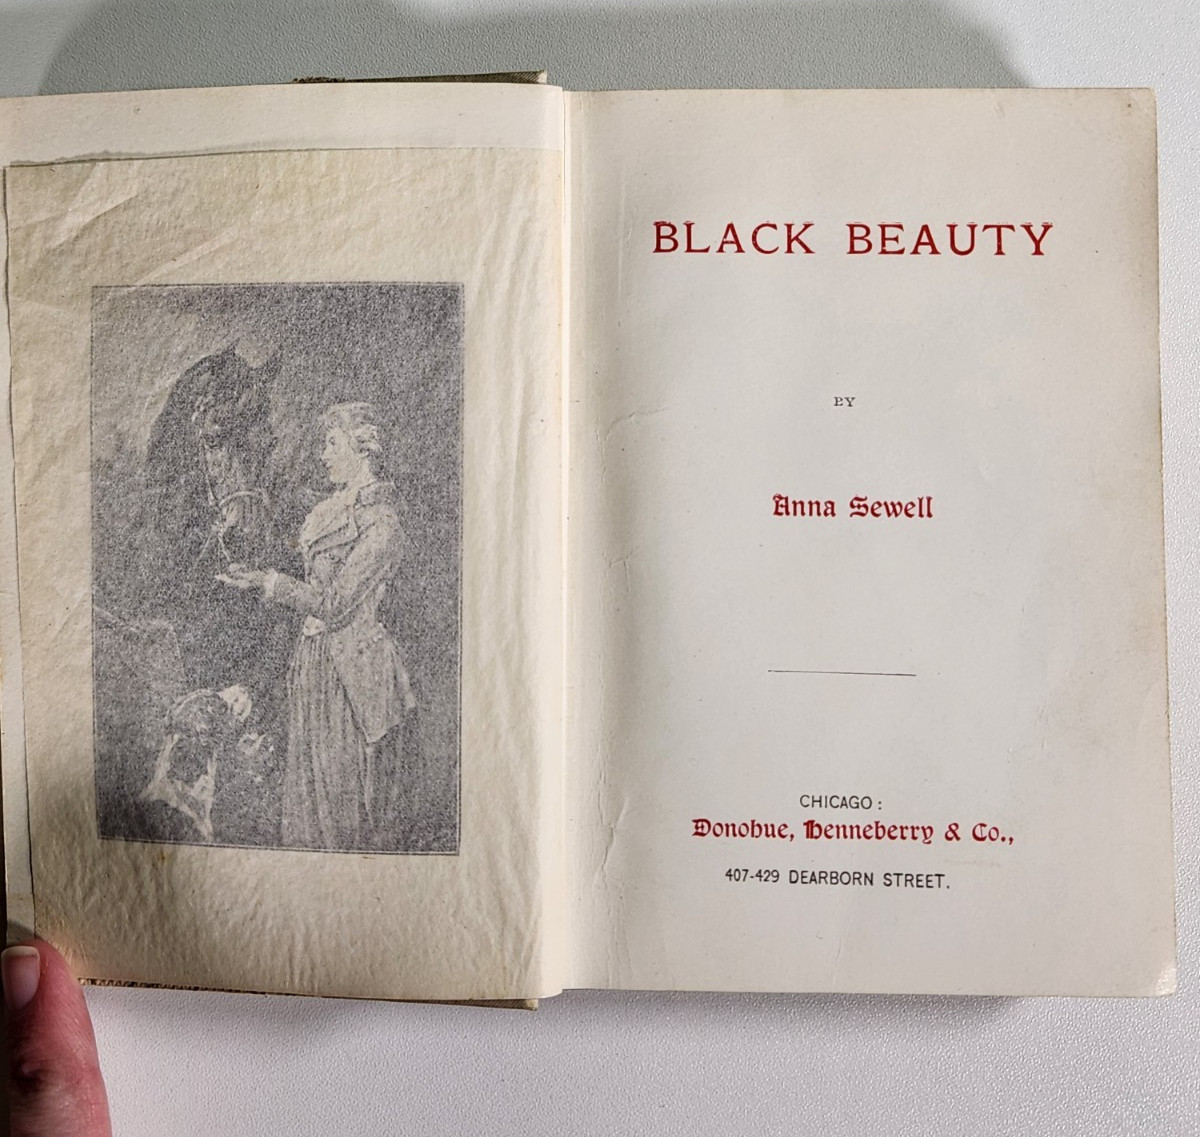 BLACK BEAUTY
BY
Anna Sewell
CHICAGO:
Donohue, Henneberry & Co.,
407-429 DEARBORN STREET.